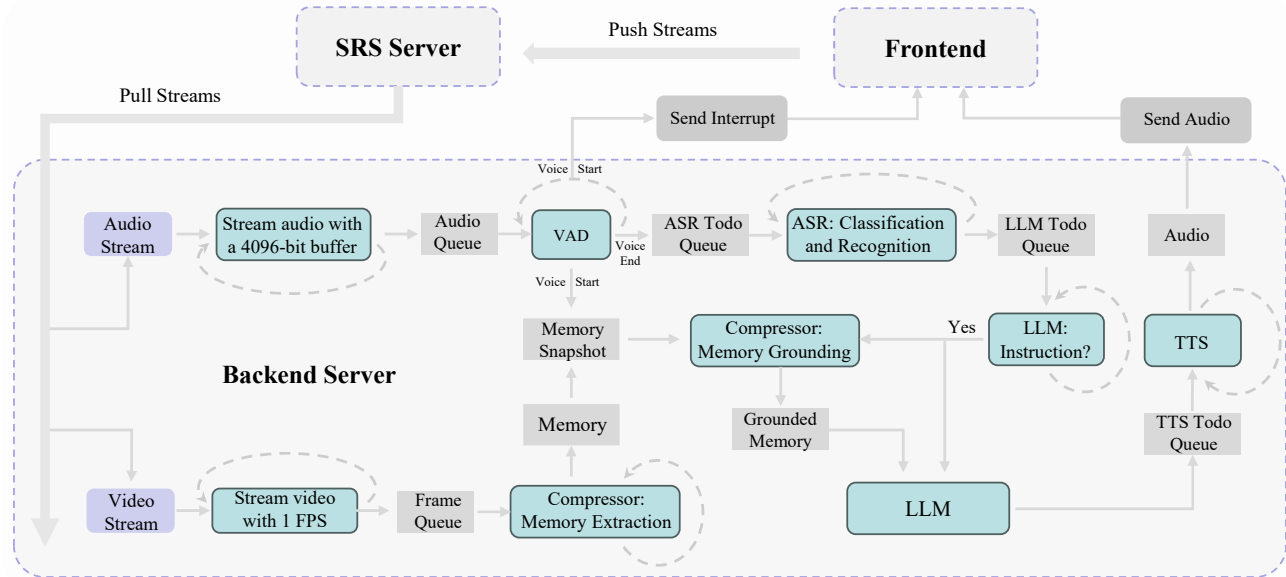 SRS Server
Push Streams
Frontend
Pull Streams
Send Interrupt
Send Audio
Voice Start
Audio
Stream
Stream audio with
a 4096-bit buffer
Audio
Queue
VAD
Voice
End
ASR Todo
Queue
ASR: Classification
and Recognition
LLM Todo
Queue
Audio
Voice Start
Memory
Snapshot
Compressor:
Memory Grounding
Yes
LLM:
Instruction?
TTS
Backend Server
Memory
Grounded
Memory
TTS Todo
Queue
Video
Stream
Stream video
with 1 FPS
Frame
Queue
Compressor:
Memory Extraction
LLM